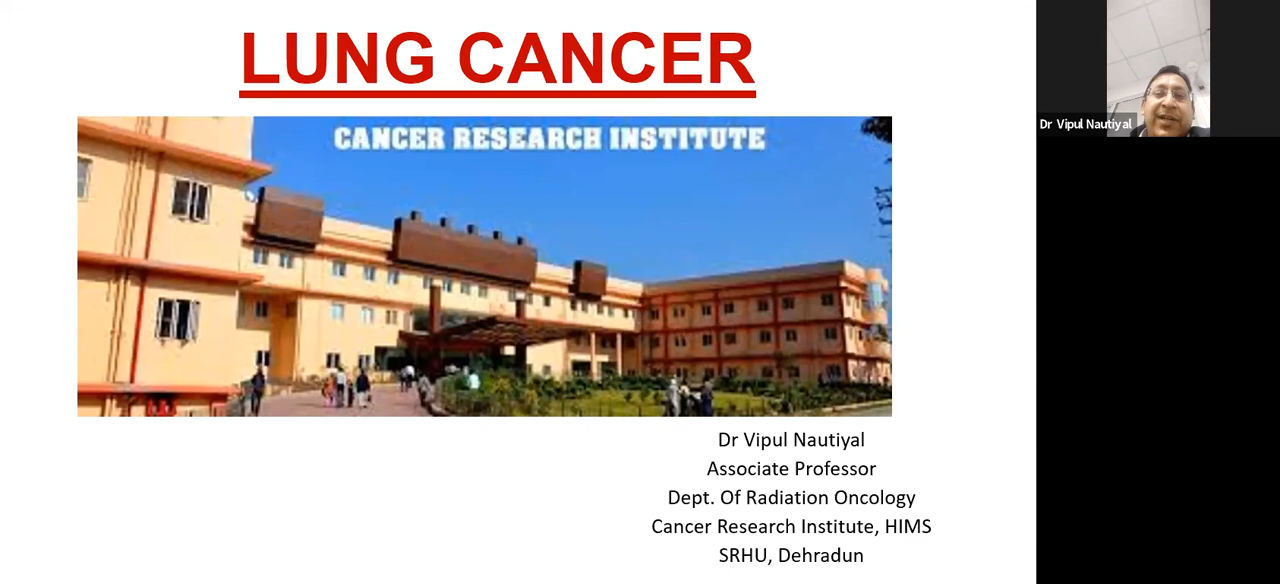 LUNG CANCER
CANCER RESEARCH INSTITUTE
Dr Vipul Nautiyal
Dr Vipul Nautiyal
Associate Professor
Dept. Of Radiation Oncology
Cancer Research Institute, HIMS
SRHU, Dehradun